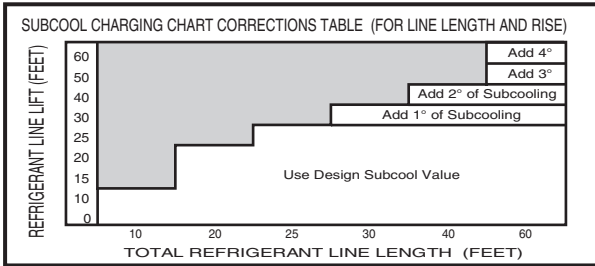 SUBCOOL CHARGING CHART CORRECTIONS TABLE (FOR LINE LENGTH AND RISE)
REFRIGERANT LINE LIFT (FEET)
60
50
40
30
25
20
15
10
0
Add 4°
Add 3°
Add 2° of Subcooling
Add 1° of Subcooling
Use Design Subcool Value
10 20 25 30 40 60
TOTAL REFRIGERANT LINE LENGTH (FEET)